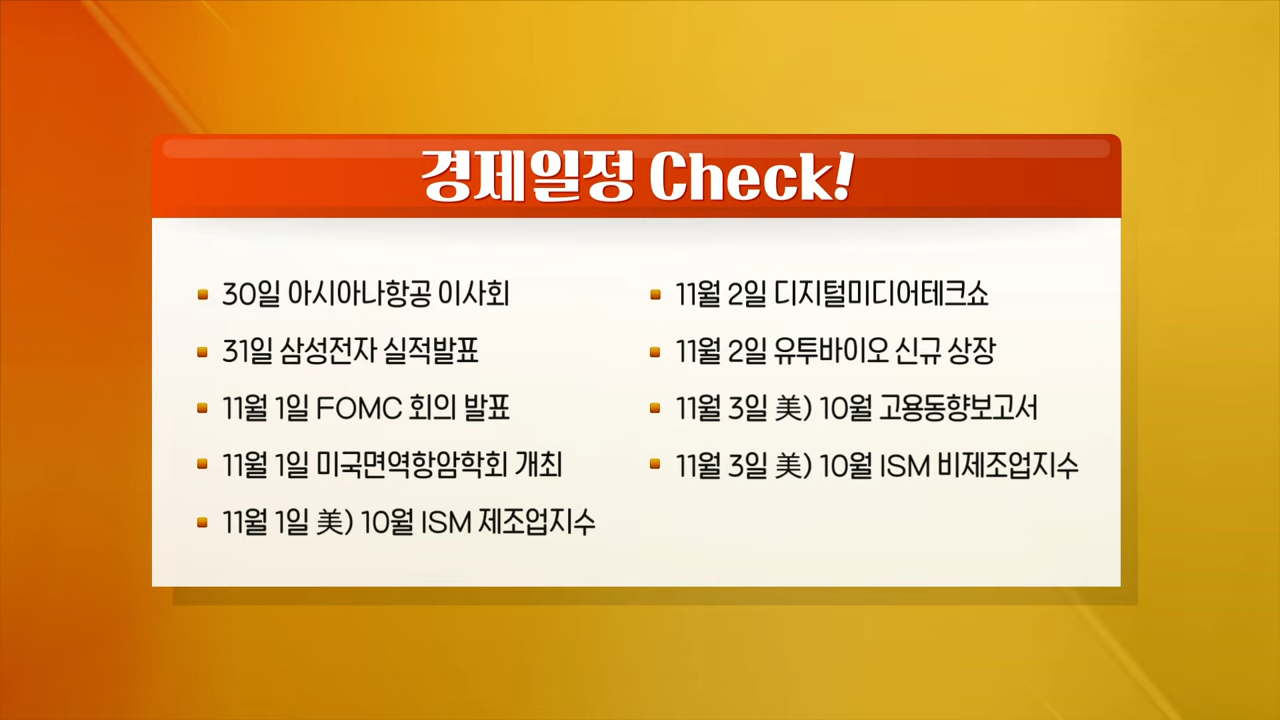 경제일정 Check!
30일 아시아나항공 이사회
31일 삼성전자 실적발표
11월 1일 FOMC 회의 발표
11월 1일 미국면역항암학회 개최
11월 1일 美) 10월 ISM 제조업지수
11월 2일 디지털미디어테크쇼
11월 2일 유투바이오 신규 상장
11월 3일 美) 10월 고용동향보고서
11월 3일 美) 10월 ISM 비제조업지수